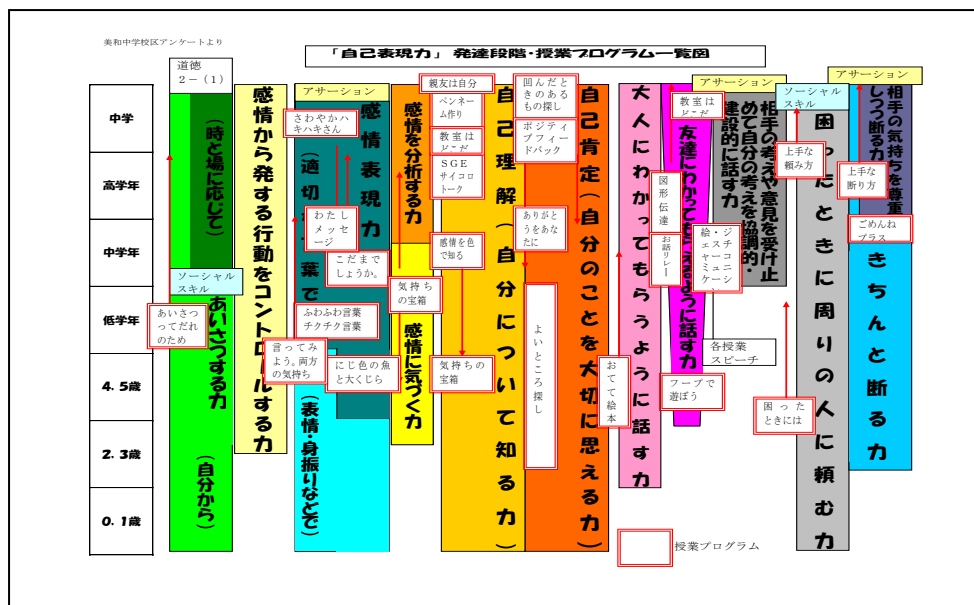 美和中学校区アンケートより
「自己表現力」 発達段階・授業プログラム一覧図
中学
高学年
中学年
低学年
4.5歳
2.3歳
0.1歳
道徳
2-(1)
(時と場に応じて)
ソーシャル
スキル
あいさつ
ってだれ
のため
あいさつする力
(自分から)
感情から発する行動をコントロールする力
アサーション
さわやかハ
キハキさん
感情表現力
(適切
葉で
わたし
メッセ
ージ
こだまで
しょうか。
ふわふわ言葉
チクチク言葉
言ってみ
よう。両方
の気持ち
にじ色の魚
と大くじら
(表情・身振りなどで)
感情を分析する力
気持ち
の宝箱
感情に気づく力
親友は自分
ペンネー
ム作り
教室は
どこだ
SGE
サイコロ
トーク
感情を色
で知る
気持ちの
宝箱
自己理解(自分について知る力)
凹んだと
きのある
もの探し
ポジティ
ブフィー
ドバック
ありがと
うをあな
たに
よいところ探し
自己肯定(自分のことを大切に思える力)
大人にわかってもらうように話す力
おてて絵本
教室は
どこだ
図形伝達
お話リレー
友達にわかってもらえるように話す力
フープで
遊ぼう
アサーション
相手の考えや意見を受け止
めて自分の考えを協調的・
建設的に話す力
絵・ジ
ェスチ
ャーコ
ミュニ
ケーシ
各授業
スピーチ
ソーシャル
スキル
上手な
頼み方
困った
ときには
困ったときに周りの人に頼む力
アサーション
相手の気持ちを尊重
しつつ断る力
上手な
断り方
ごめんね
プラス
きちんと断る力
授業プログラム